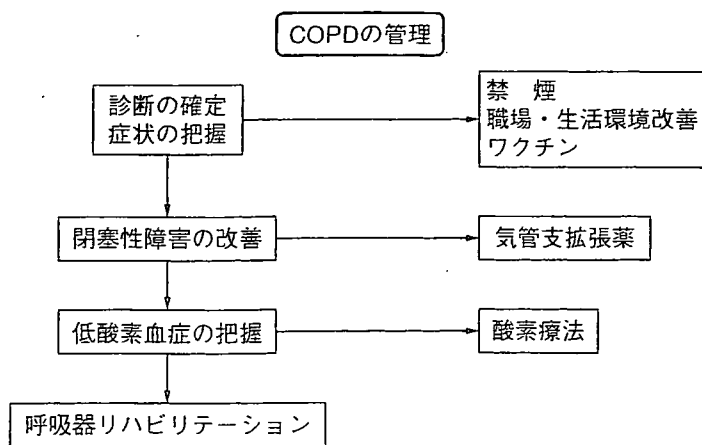 COPDの管理
診断の確定
症状の把握
禁 煙
職場・生活環境改善
ワクチン
閉塞性障害の改善
気管支拡張薬
低酸素血症の把握
酸素療法
呼吸器リハビリテーション